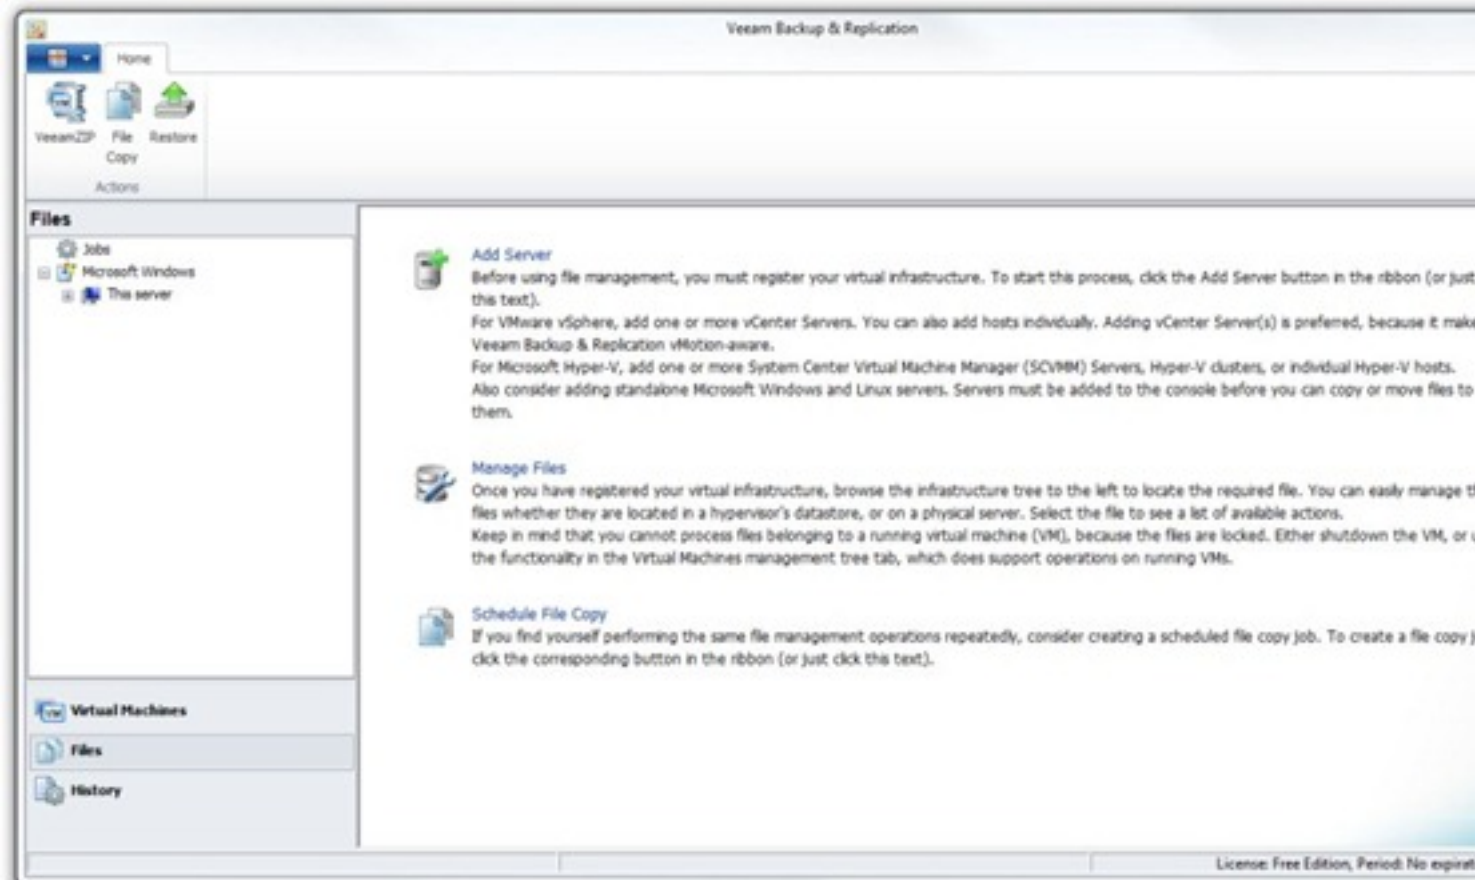 Veeam Backup & Replication
Home
VeeamZIP
File
Copy
Restore
Actions
Files
Jobs
Microsoft Windows
This server
Add Server
Before using file management, you must register your virtual infrastructure. To start this process, click the Add Server button in the ribbon (or just
this text).
For VMware vSphere, add one or more vCenter Servers. You can also add hosts individually. Adding vCenter Server(s) is preferred, because it make
Veeam Backup & Replication vMotion-aware.
For Microsoft Hyper-V, add one or more System Center Virtual Machine Manager (SCVMM) Servers, Hyper-V clusters, or individual Hyper-V hosts.
Also consider adding standalone Microsoft Windows and Linux servers. Servers must be added to the console before you can copy or move files to
them.
Manage Files
Once you have registered your virtual infrastructure, browse the infrastructure tree to the left to locate the required file. You can easily manage
files whether they are located in a hypervisor's datastore, or on a physical server. Select the file to see a list of available actions.
Keep in mind that you cannot process files belonging to a running virtual machine (VM), because the files are locked. Either shutdown the VM, or
the functionality in the Virtual Machines management tree tab, which does support operations on running VMs.
Schedule File Copy
If you find yourself performing the same file management operations repeatedly, consider creating a scheduled file copy job. To create a file copy
click the corresponding button in the ribbon (or just click this text).
Virtual Machines
Files
History
License: Free Edition, Period: No expirat